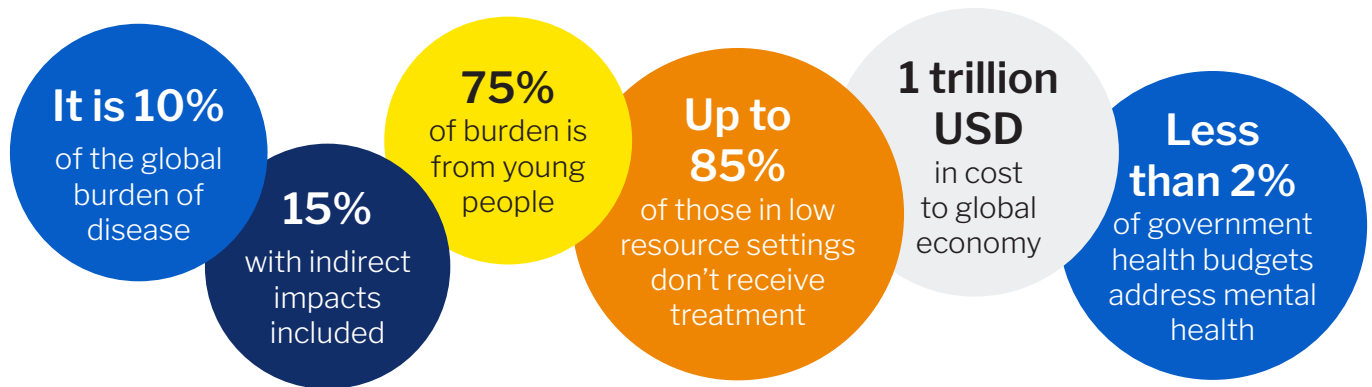 It is 10%
of the global
burden of
disease
15%
with indirect
impacts
included
75%
of burden is
from young
people
Up to
85%
of those in low
resource settings
don't receive
treatment
1 trillion
USD
in cost
to global
economy
Less
than 2%
of government
health budgets
address mental
health